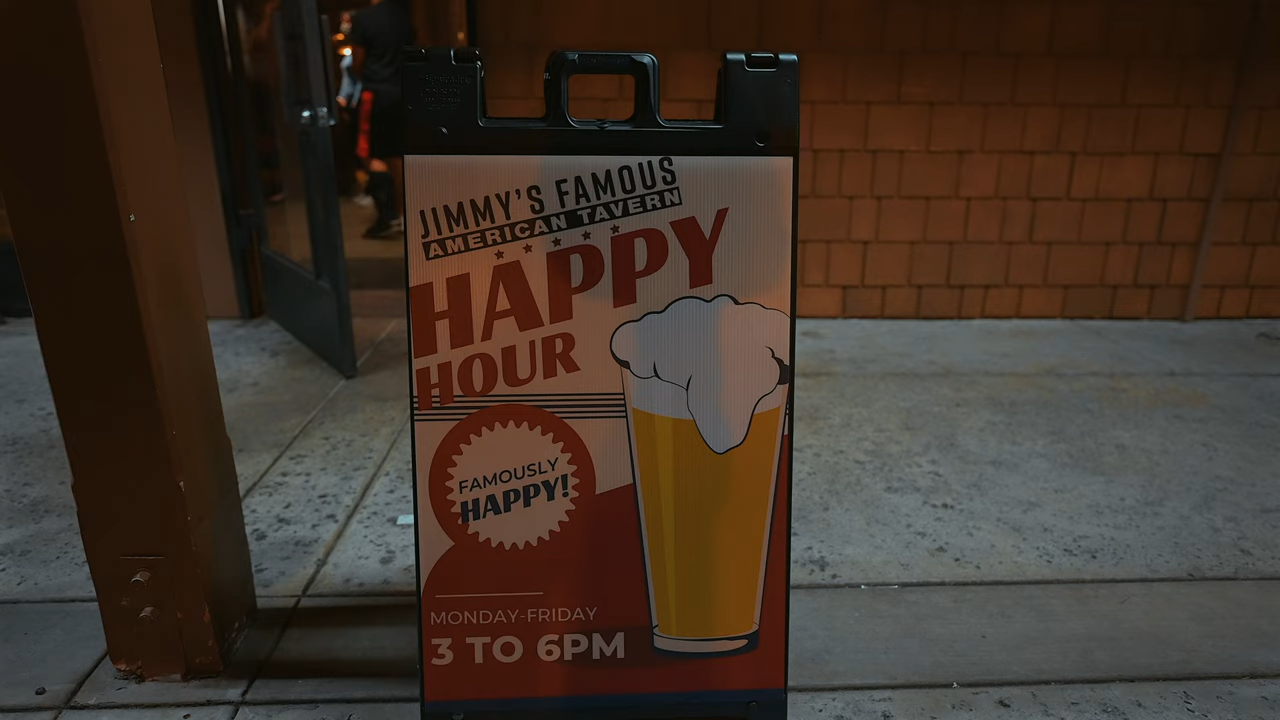 JIMMY'S FAMOUS
AMERICAN TAVERN
HAPPY
HOUR
FAMOUSLY
HAPPY!
MONDAY-FRIDAY
3 TO 6PM